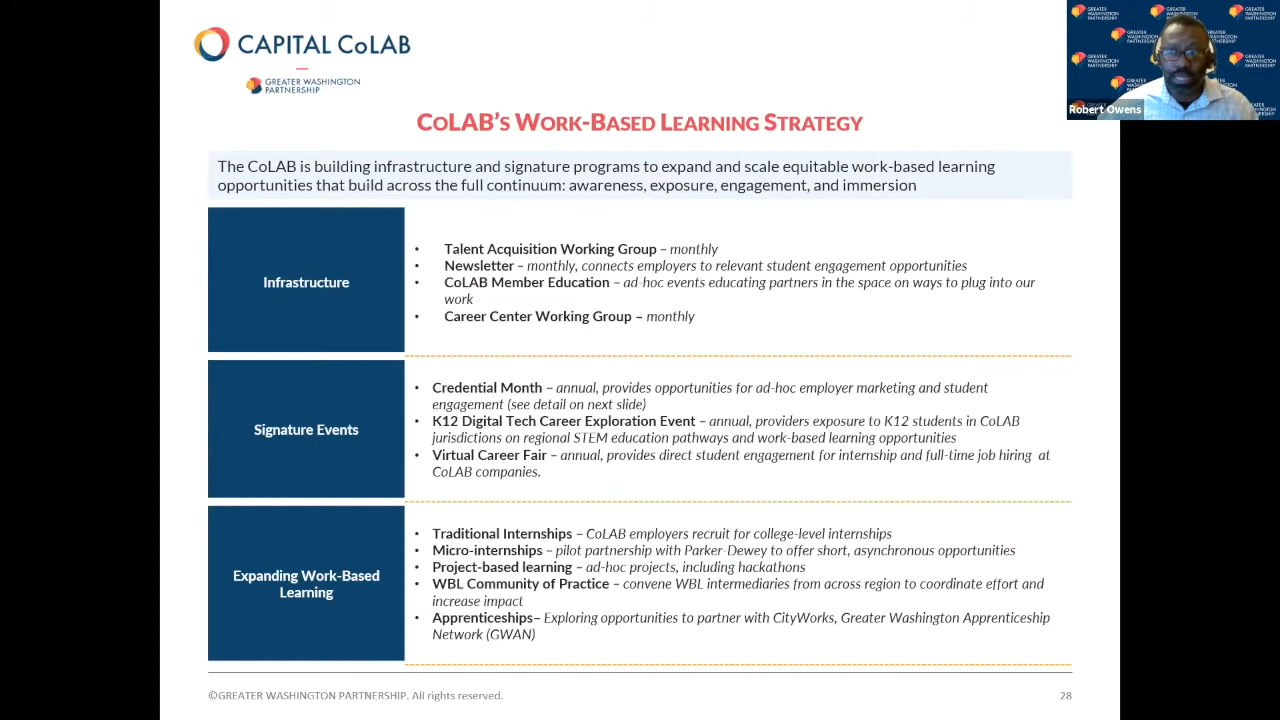 CAPITAL CoLAB
GREATER WASHINGTON
PARTNERSHIP
Robert Owens
CoLAB's Work-Based Learning Strategy
The CoLAB is building infrastructure and signature programs to expand and scale equitable work-based learning
opportunities that build across the full continuum: awareness, exposure, engagement, and immersion
Infrastructure
• Talent Acquisition Working Group – monthly
• Newsletter – monthly, connects employers to relevant student engagement opportunities
• CoLAB Member Education – ad-hoc events educating partners in the space on ways to plug into our
work
• Career Center Working Group – monthly
Signature Events
• Credential Month – annual, provides opportunities for ad-hoc employer marketing and student
engagement (see detail on next slide)
• K12 Digital Tech Career Exploration Event – annual, providers exposure to K12 students in CoLAB
jurisdictions on regional STEM education pathways and work-based learning opportunities
• Virtual Career Fair – annual, provides direct student engagement for internship and full-time job hiring at
CoLAB companies.
Expanding Work-Based
Learning
• Traditional Internships – CoLAB employers recruit for college-level internships
• Micro-internships – pilot partnership with Parker-Dewey to offer short, asynchronous opportunities
• Project-based learning – ad-hoc projects, including hackathons
• WBL Community of Practice – convene WBL intermediaries from across region to coordinate effort and
increase impact
• Apprenticeships– Exploring opportunities to partner with CityWorks, Greater Washington Apprenticeship
Network (GWAN)
©GREATER WASHINGTON PARTNERSHIP. All rights reserved.
28